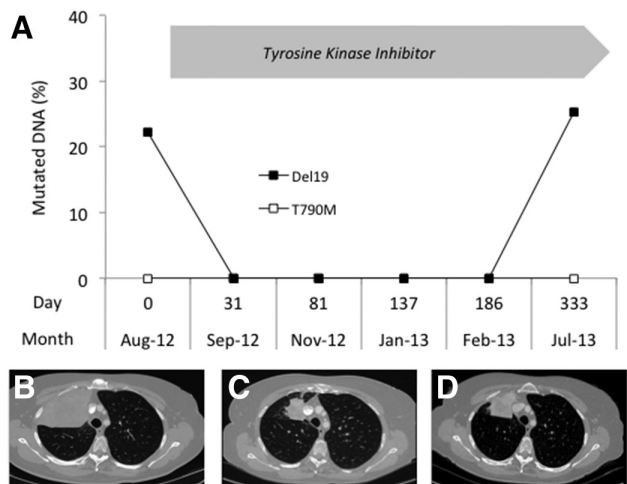 A
Mutated DNA (%)
40
30
20
10
0
Tyrosine Kinase Inhibitor
Del19
T790M
Day 0 31 81 137 186 333
Month Aug-12 Sep-12 Nov-12 Jan-13 Feb-13 Jul-13
B C D